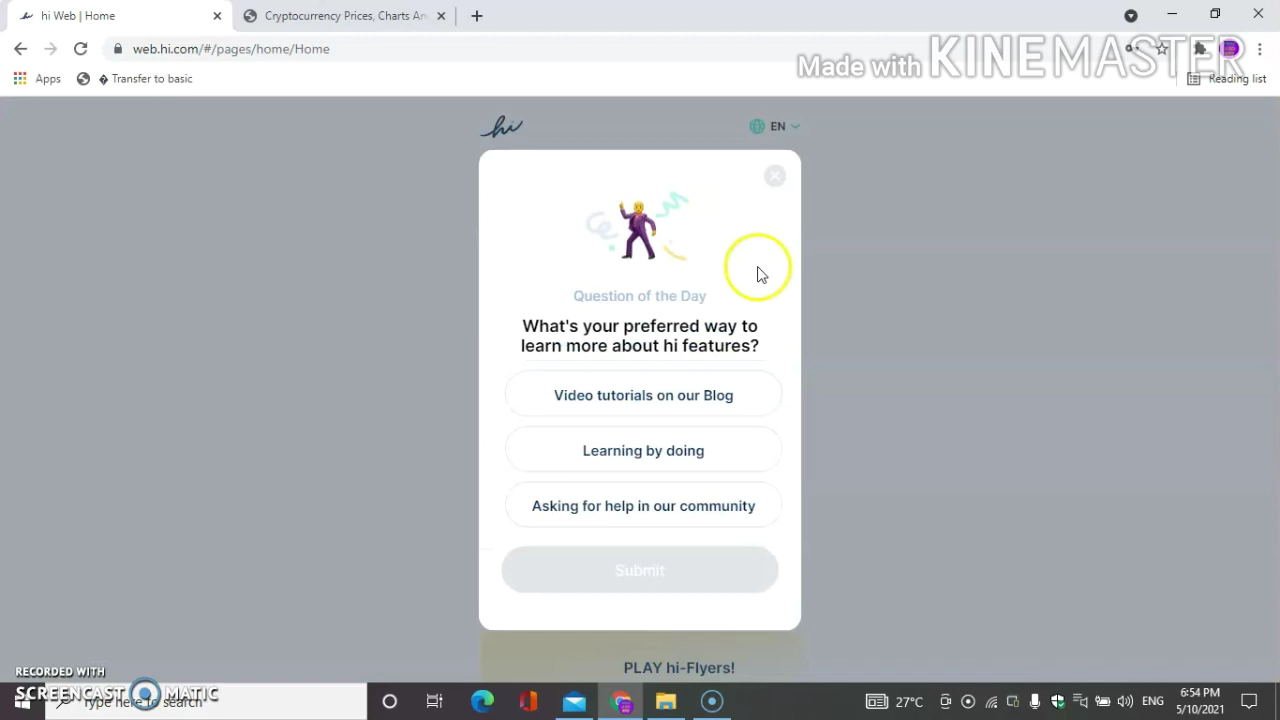 hi Web | Home
Cryptocurrency Prices, Charts An
web.hi.com/#/pages/home/Home
Made with KINEMASTER
Apps
Transfer to basic
Reading list
hi
EN
Question of the Day
What's your preferred way to
learn more about hi features?
Video tutorials on our Blog
Learning by doing
Asking for help in our community
Submit
PLAY hi-Flyers!
RECORDED WITH
SCREENCAST MATIC
Type here to search
27°C
ENG
6:54 PM
5/10/2021